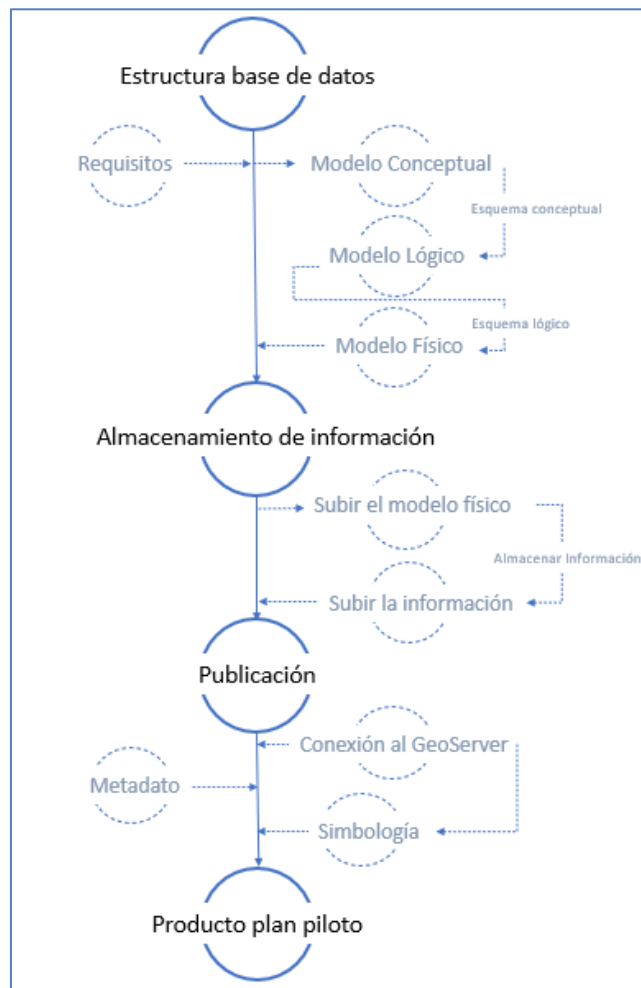 Estructura base de datos
Requisitos
Modelo Conceptual
Esquema conceptual
Modelo Lógico
Esquema lógico
Modelo Físico
Almacenamiento de información
Subir el modelo físico
Almacenar Información
Subir la información
Publicación
Conexión al GeoServer
Metadato
Simbología
Producto plan piloto